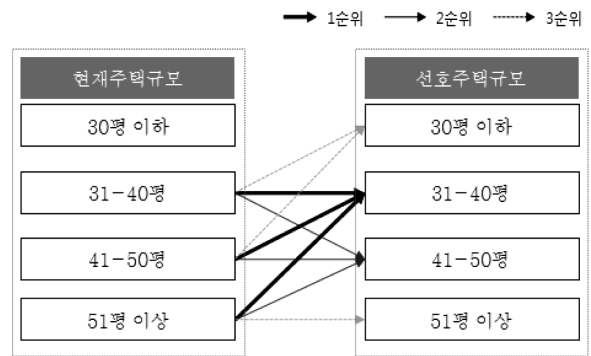 1순위 2순위 3순위
현재주택규모 선호주택규모
30평 이하 30평 이하
31-40평 31-40평
41-50평 41-50평
51평 이상 51평 이상